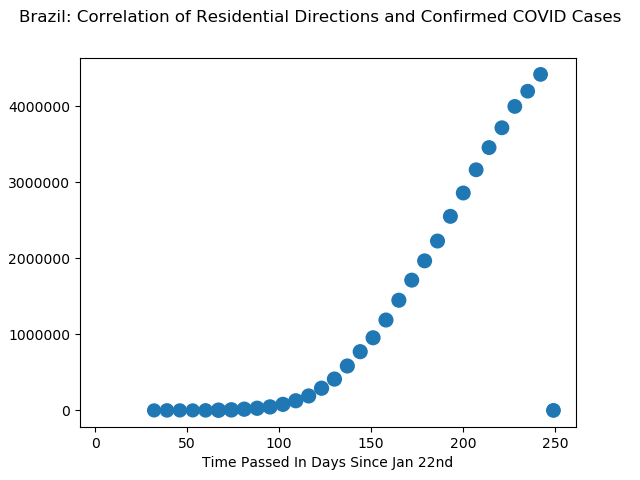 Brazil: Correlation of Residential Directions and Confirmed COVID Cases
4000000
3000000
2000000
1000000
0
0 50 100 150 200 250
Time Passed In Days Since Jan 22nd